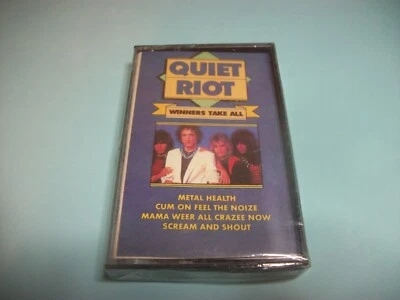 QUIET
RIOT
WINNERS TAKE ALL
METAL HEALTH
CUM ON FEEL THE NOIZE
MAMA WEER ALL CRAZEE NOW
SCREAM AND SHOUT